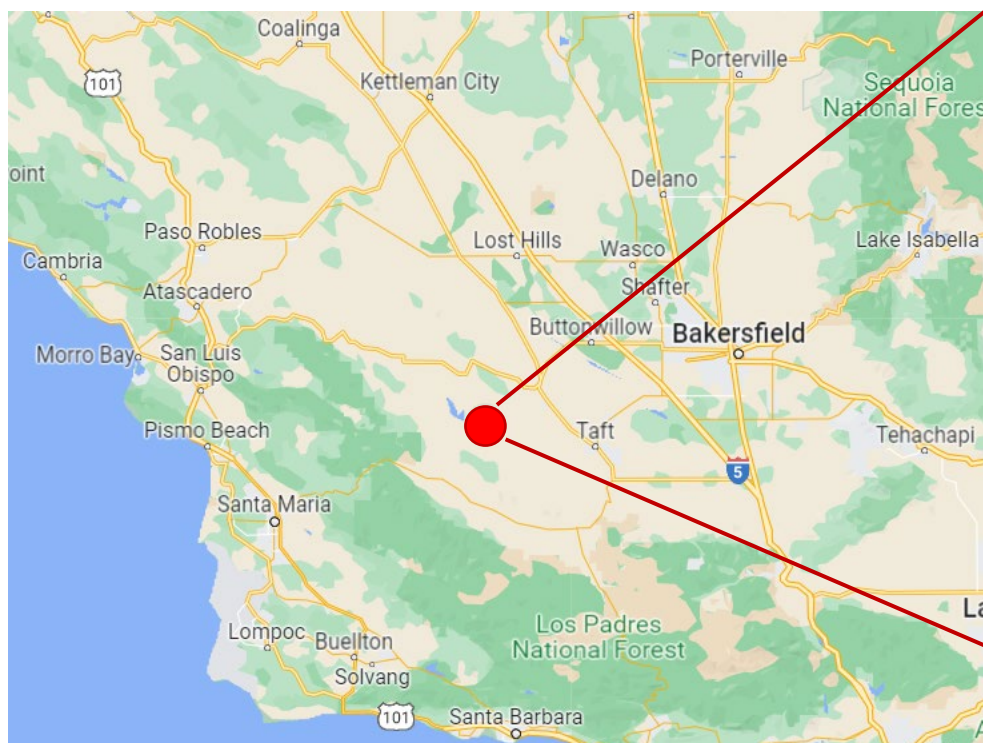 Coalinga
101
Kettleman City
Porterville
Sequoia
National Fores
oint
Delano
Paso Robles
Lost Hills
Wasco
Lake Isabella
Cambria
Shafter
Atascadero
Buttonwillow
Bakersfield
Morro Bay
San Luis
Obispo
Pismo Beach
Taft
Tehachapi
5
Santa Maria
La
Los Padres
National Forest
Lompoc
Buellton
Solvang
101
Santa Barbara
A